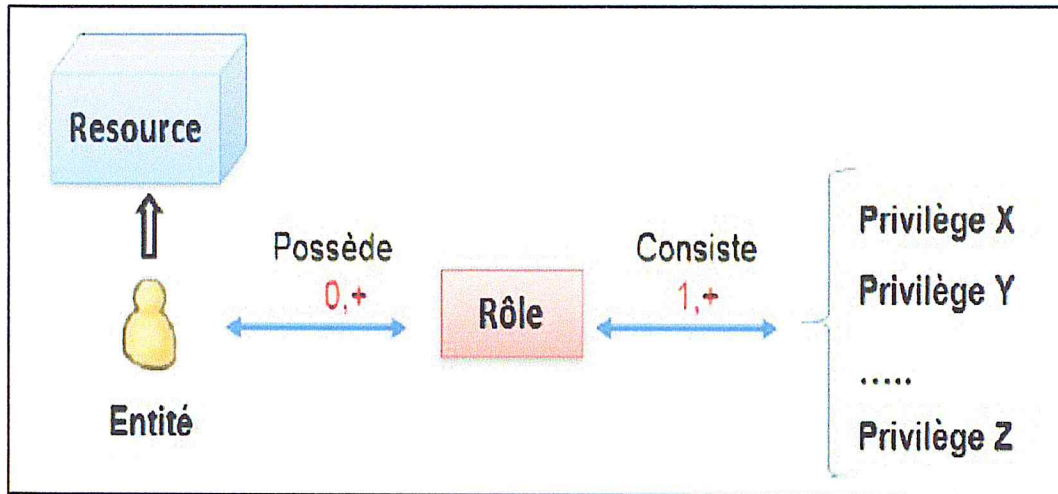 Resource
Possède
0,+
Consiste
1,+
Rôle
Entité
Privilège X
Privilège Y
.....
Privilège Z